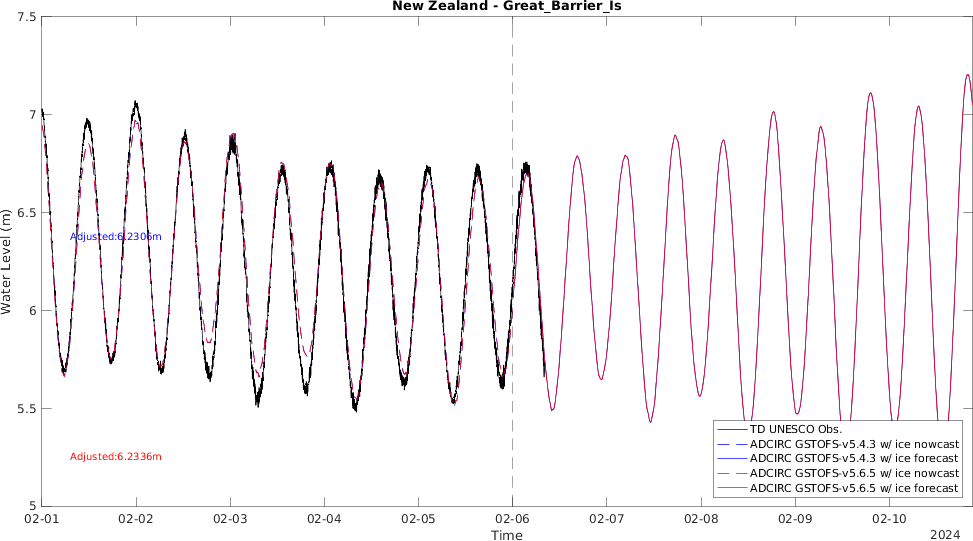 New Zealand - Great_Barrier_Is
7.5
7
6.5
6
5.5
5
Water Level (m)
Adjusted:6.2306m
Adjusted:6.2336m
TD UNESCO Obs.
ADCIRC GSTOFS-v5.4.3 w/ ice nowcast
ADCIRC GSTOFS-v5.4.3 w/ ice forecast
ADCIRC GSTOFS-v5.6.5 w/ ice nowcast
ADCIRC GSTOFS-v5.6.5 w/ ice forecast
02-01 02-02 02-03 02-04 02-05 02-06 02-07 02-08 02-09 02-10
Time
2024